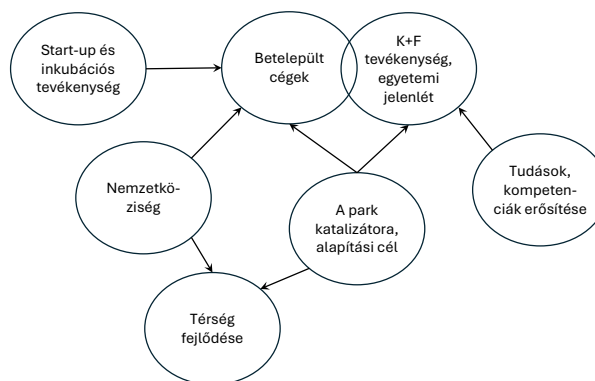 Start-up és
inkubációs
tevékenység
Betelepült
cégek
K+F
tevékenység,
egyetemi
jelenlét
Nemzetkö-
ziség
A park
katalizátora,
alapítási cél
Tudások,
kompeten-
ciák erősítése
Térség
fejlődése